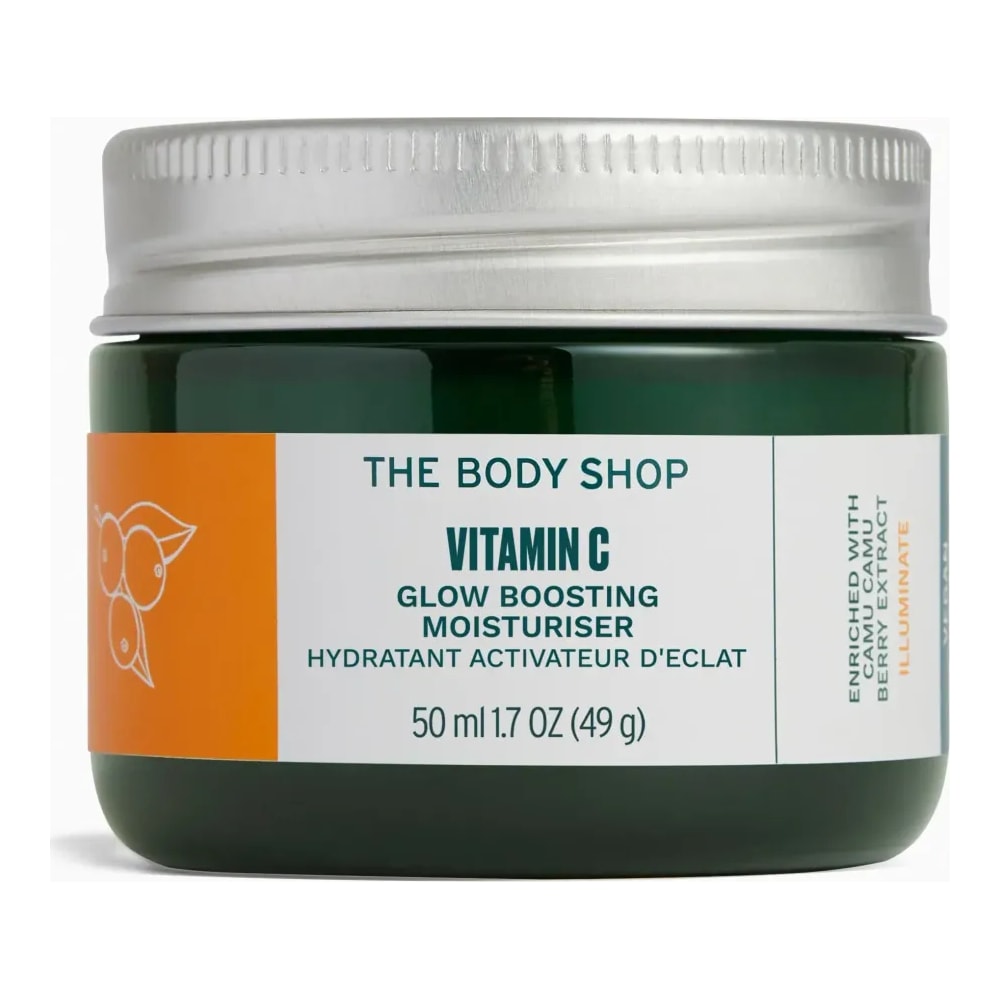 THE BODY SHOP
VITAMIN C
GLOW BOOSTING
MOISTURISER
HYDRATANT ACTIVATEUR D'ECLAT
50 ml 1.7 OZ (49 g)
ENRICHED WITH
CAMU CAMU
BERRY EXTRACT
ILLUMINATE
VEGAN